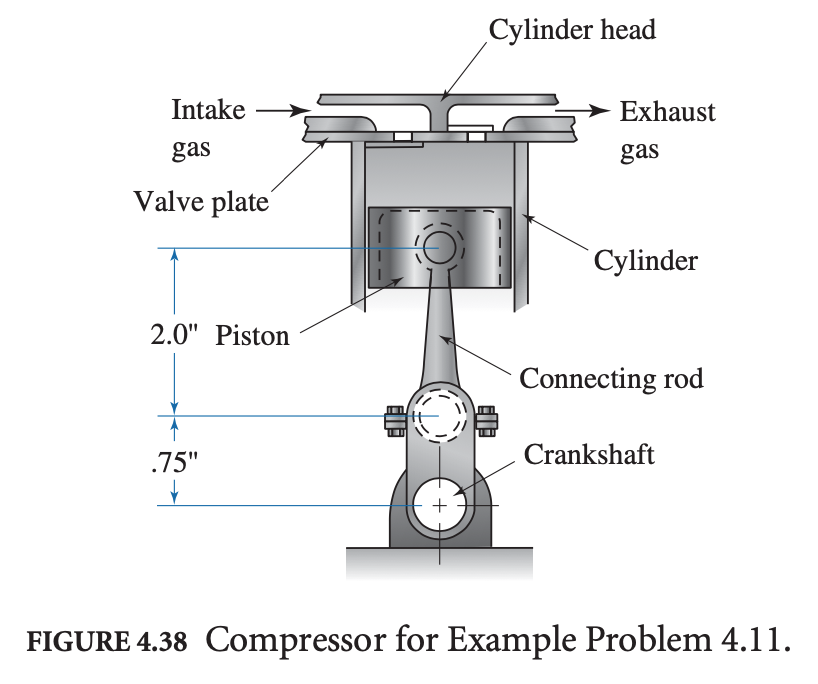 Cylinder head
Intake
gas
Exhaust
gas
Valve plate
Cylinder
2.0" Piston
Connecting rod
.75"
Crankshaft
FIGURE 4.38 Compressor for Example Problem 4.11.